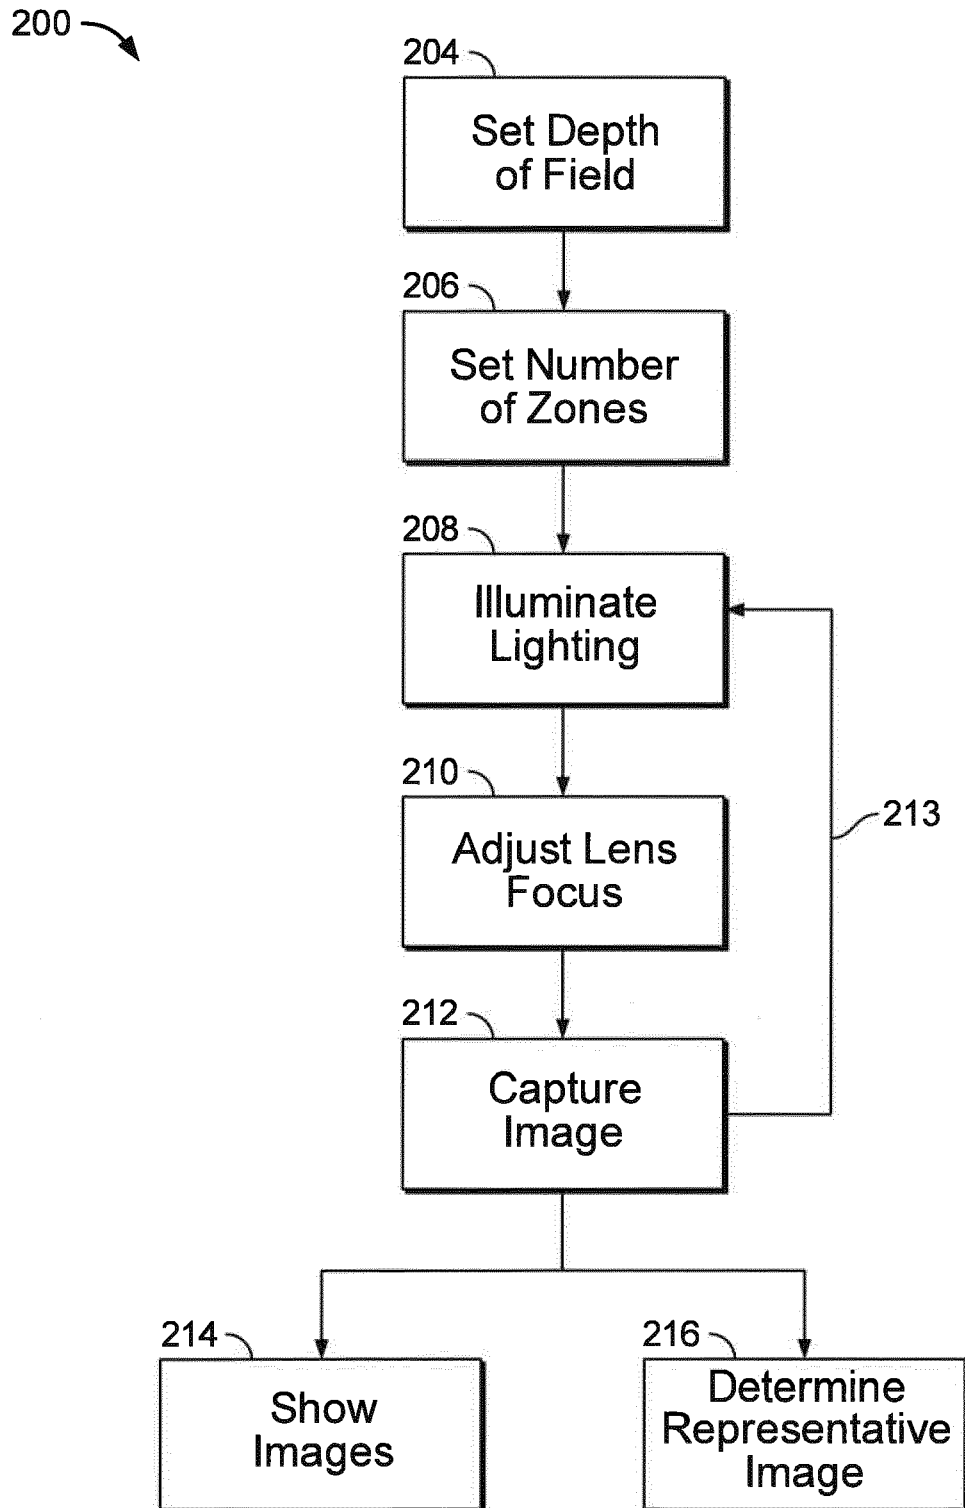 200
204
Set Depth
of Field
206
Set Number
of Zones
208
Illuminate
Lighting
210
Adjust Lens
Focus
213
212
Capture
Image
214
Show
Images
216
Determine
Representative
Image